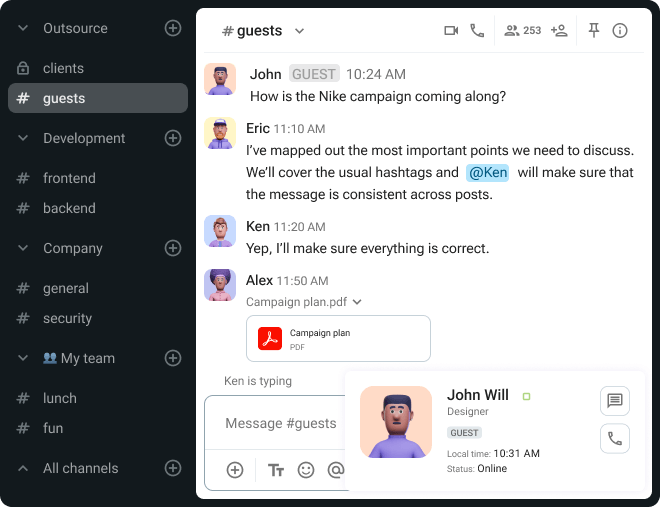 Outsource
clients
# guests
Development
# frontend
# backend
Company
# general
# security
My team
# lunch
# fun
All channels
# guests
253
John GUEST 10:24 AM
How is the Nike campaign coming along?
Eric 11:10 AM
I've mapped out the most important points we need to discuss.
We'll cover the usual hashtags and @Ken will make sure that
the message is consistent across posts.
Ken 11:20 AM
Yep, I'll make sure everything is correct.
Alex 11:50 AM
Campaign plan.pdf
Campaign plan
PDF
Ken is typing
Message #guests
TT
@
John Will
Designer
GUEST
Local time: 10:31 AM
Status: Online